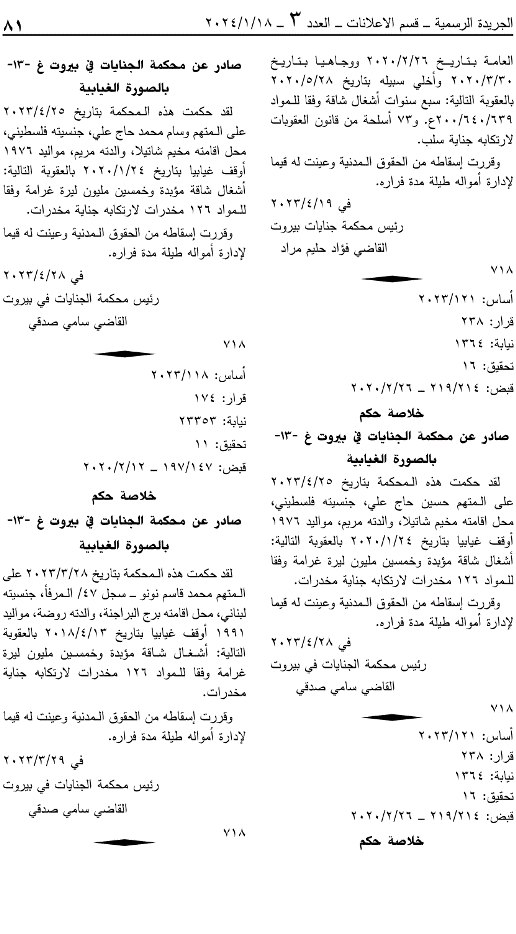 الجريدة الرسمية ــ قسم الاعلانات ــ العدد ٣ ــ ٢٠٢٤/١/١٨
٨١
العامة بتاريخ ٢٠٢٠/٢/٢٦ ووجاهيا بتاريخ
٢٠٢٠/٣/٣٠ وأخلي سبيله بتاريخ ٢٠٢٠/٥/٢٨
بالعقوبة التالية: سبع سنوات أشغال شاقة وفقا للمواد
٢٠٠/٦٤٠/٦٣٩ع. و٧٣ أسلحة من قانون العقوبات
لارتكابه جناية سلب.
وقررت إسقاطه من الحقوق المدنية وعينت له قيما
لإدارة أمواله طيلة مدة فراره.
في ٢٠٢٣/٤/١٩
رئيس محكمة جنايات بيروت
القاضي فؤاد حليم مراد
٧١٨
أساس: ٢٠٢٣/١٢١
قرار: ٢٣٨
نيابة: ١٣٦٤
تحقيق: ١٦
قبض: ٢١٩/٢١٤ ــ ٢٠٢٠/٢/٢٦
خلاصة حكم
صادر عن محكمة الجنايات في بيروت غ -١٣-
بالصورة الغيابية
لقد حكمت هذه المحكمة بتاريخ ٢٠٢٣/٤/٢٥
على المتهم حسين حاج علي، جنسيته فلسطيني،
محل اقامته مخيم شاتيلا، والدته مريم، مواليد ١٩٧٦
أوقف غيابيا بتاريخ ٢٠٢٠/١/٢٤ بالعقوبة التالية:
أشغال شاقة مؤبدة وخمسين مليون ليرة غرامة وفقا
للمواد ١٢٦ مخدرات لارتكابه جناية مخدرات.
وقررت إسقاطه من الحقوق المدنية وعينت له قيما
لإدارة أمواله طيلة مدة فراره.
في ٢٠٢٣/٤/٢٨
رئيس محكمة الجنايات في بيروت
القاضي سامي صدقي
٧١٨
أساس: ٢٠٢٣/١٢١
قرار: ٢٣٨
نيابة: ١٣٦٤
تحقيق: ١٦
قبض: ٢١٩/٢١٤ ــ ٢٠٢٠/٢/٢٦
خلاصة حكم
صادر عن محكمة الجنايات في بيروت غ -١٣-
بالصورة الغيابية
لقد حكمت هذه المحكمة بتاريخ ٢٠٢٣/٤/٢٥
على المتهم وسام محمد حاج علي، جنسيته فلسطيني،
محل اقامته مخيم شاتيلا، والدته مريم، مواليد ١٩٧٦
أوقف غيابيا بتاريخ ٢٠٢٠/١/٢٤ بالعقوبة التالية:
أشغال شاقة مؤبدة وخمسين مليون ليرة غرامة وفقا
للمواد ١٢٦ مخدرات لارتكابه جناية مخدرات.
وقررت إسقاطه من الحقوق المدنية وعينت له قيما
لإدارة أمواله طيلة مدة فراره.
في ٢٠٢٣/٤/٢٨
رئيس محكمة الجنايات في بيروت
القاضي سامي صدقي
٧١٨
أساس: ٢٠٢٣/١١٨
قرار: ١٧٤
نيابة: ٢٣٣٥٣
تحقيق: ١١
قبض: ١٩٧/١٤٧ ــ ٢٠٢٠/٢/١٢
خلاصة حكم
صادر عن محكمة الجنايات في بيروت غ -١٣-
بالصورة الغيابية
لقد حكمت هذه المحكمة بتاريخ ٢٠٢٣/٣/٢٨ على
المتهم محمد قاسم نونو ــ سجل ٤٧/ المرفأ، جنسيته
لبناني، محل اقامته برج البراجنة، والدته روضة، مواليد
١٩٩١ أوقف غيابيا بتاريخ ٢٠١٨/٤/١٣ بالعقوبة
التالية: أشغال شاقة مؤبدة وخمسين مليون ليرة
غرامة وفقا للمواد ١٢٦ مخدرات لارتكابه جناية
مخدرات.
وقررت إسقاطه من الحقوق المدنية وعينت له قيما
لإدارة أمواله طيلة مدة فراره.
في ٢٠٢٣/٣/٢٩
رئيس محكمة الجنايات في بيروت
القاضي سامي صدقي
٧١٨